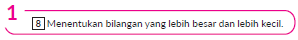 1
8 Menentukan bilangan yang lebih besar dan lebih kecil.